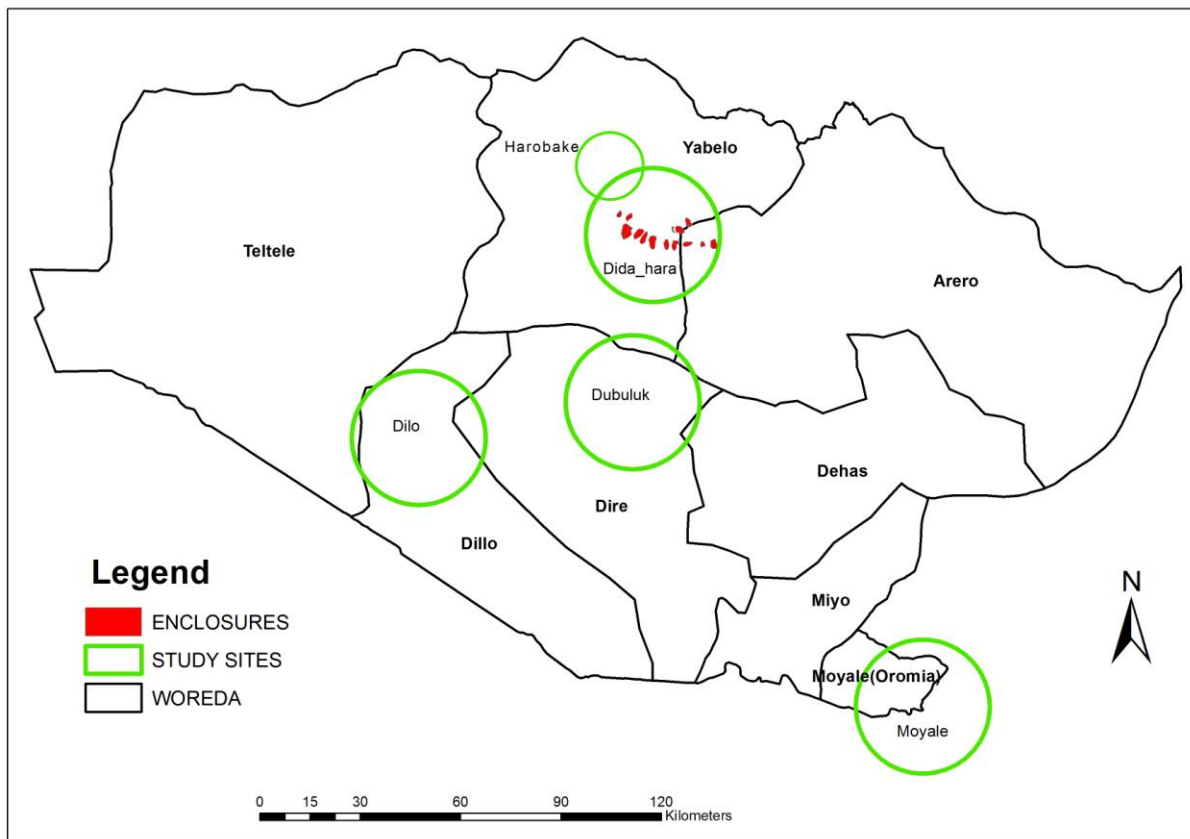 Harobake
Yabelo
Teltele
Dida_hara
Arero
Dubuluk
Dilo
Dehas
Dire
Dillo
Legend
N
ENCLOSURES
Miyo
STUDY SITES
Moyale(Oromia)
WOREDA
Moyale
0 15 30 60 90 120
Kilometers